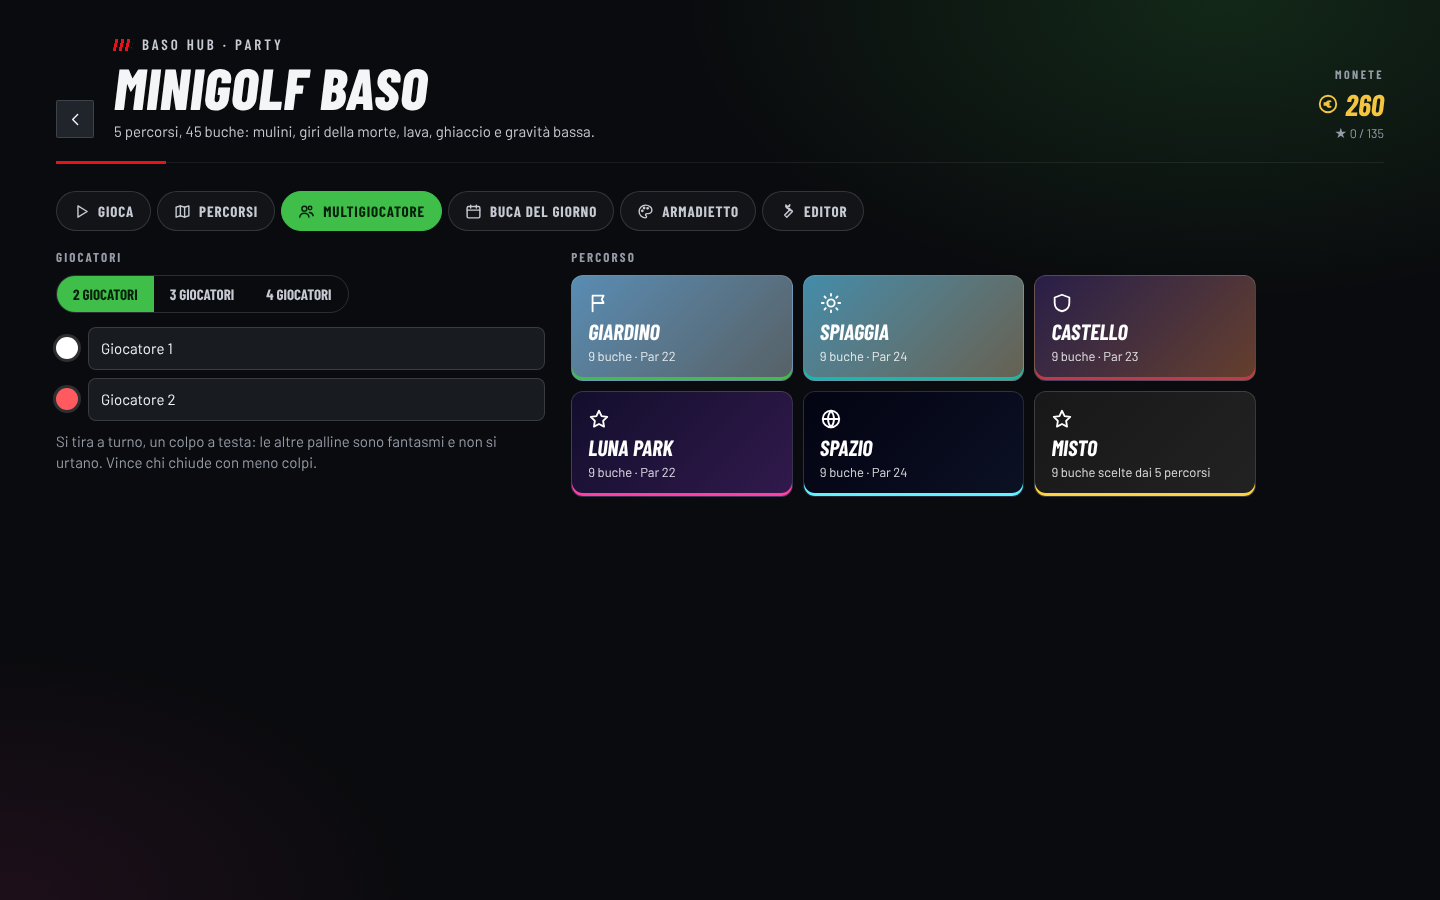 BASO HUB · PARTY
MINIGOLF BASO
5 percorsi, 45 buche: mulini, giri della morte, lava, ghiaccio e gravità bassa.
MONETE
260
★ 0 / 135
GIOCA
PERCORSI
MULTIGIOCATORE
BUCA DEL GIORNO
ARMADIETTO
EDITOR
GIOCATORI
2 GIOCATORI
3 GIOCATORI
4 GIOCATORI
Giocatore 1
Giocatore 2
Si tira a turno, un colpo a testa: le altre palline sono fantasmi e non si
urtano. Vince chi chiude con meno colpi.
PERCORSO
GIARDINO
9 buche · Par 22
SPIAGGIA
9 buche · Par 24
CASTELLO
9 buche · Par 23
LUNA PARK
9 buche · Par 22
SPAZIO
9 buche · Par 24
MISTO
9 buche scelte dai 5 percorsi